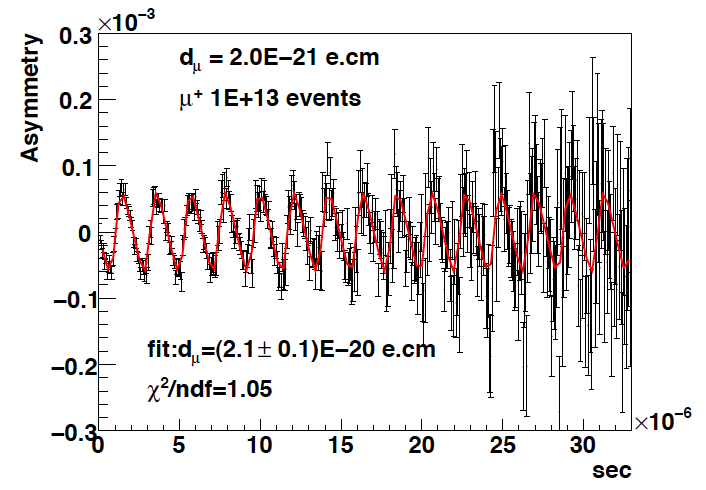 ×10⁻³
0.3
Asymmetry
dμ = 2.0E−21 e.cm
μ⁺ 1E+13 events
0.2
0.1
0
−0.1
−0.2
fit:dμ=(2.1± 0.1)E−20 e.cm
χ²/ndf=1.05
−0.3
0 5 10 15 20 25 30
×10⁻⁶
sec